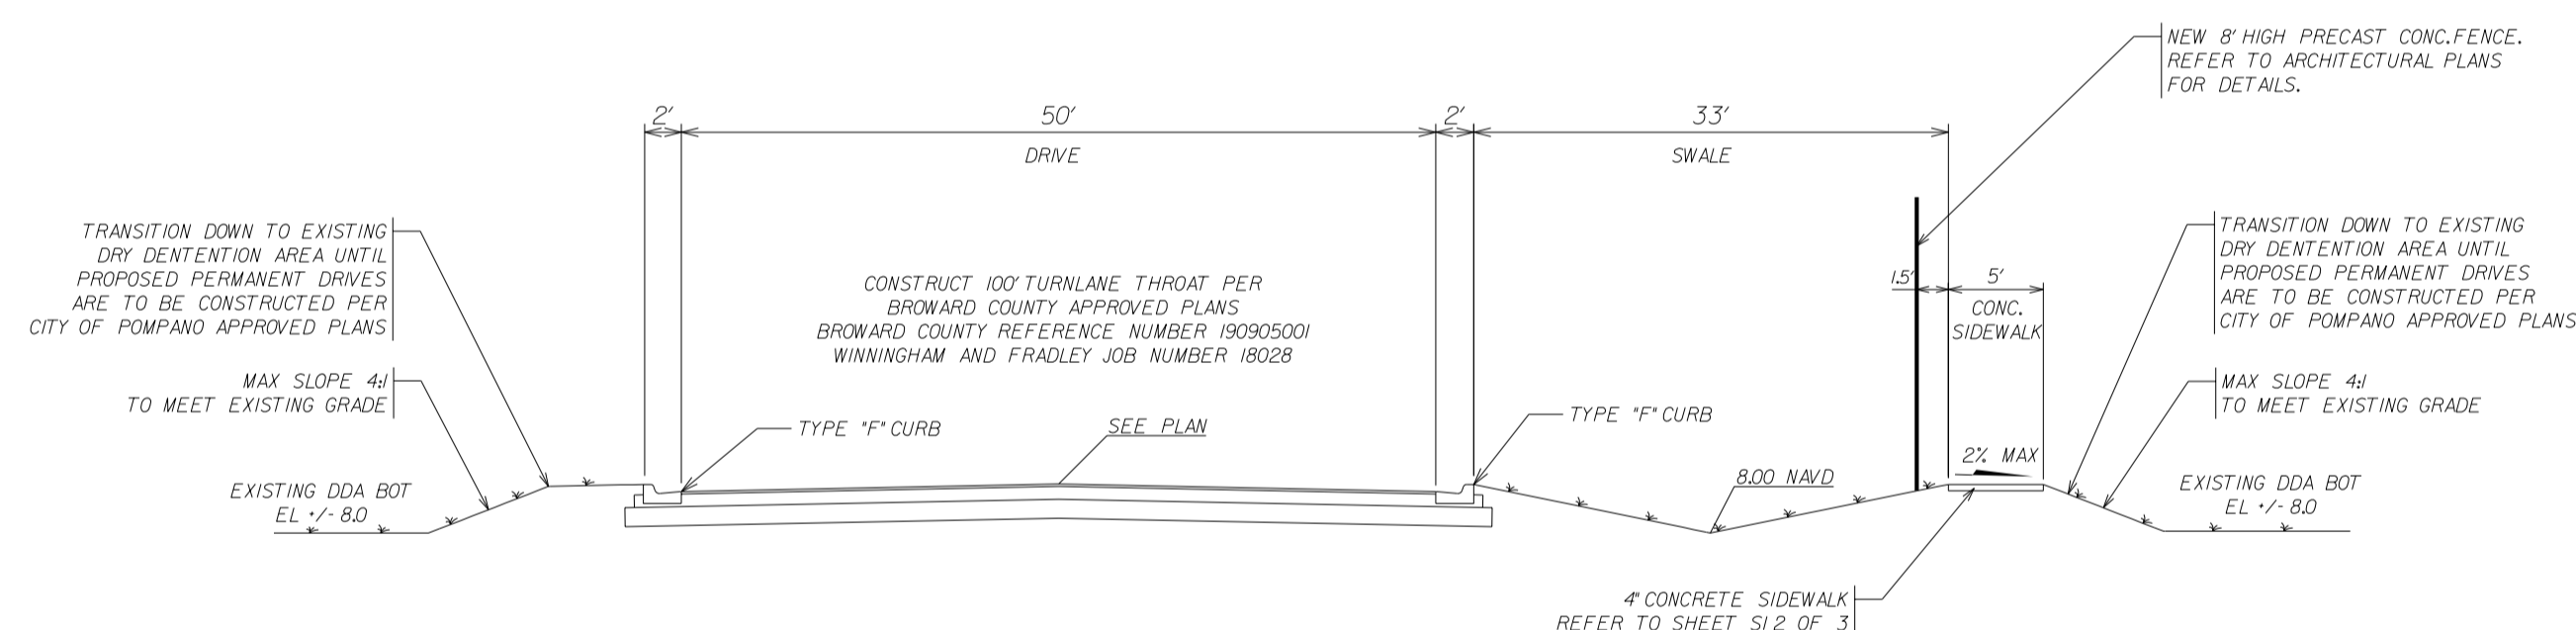 NEW 8' HIGH PRECAST CONC. FENCE.
REFER TO ARCHITECTURAL PLANS
FOR DETAILS.
2'
50'
2'
33'
DRIVE
SWALE
TRANSITION DOWN TO EXISTING
DRY DENTENTION AREA UNTIL
PROPOSED PERMANENT DRIVES
ARE TO BE CONSTRUCTED PER
CITY OF POMPANO APPROVED PLANS
CONSTRUCT 100' TURNLANE THROAT PER
BROWARD COUNTY APPROVED PLANS
BROWARD COUNTY REFERENCE NUMBER 190905001
WINNINGHAM AND FRADLEY JOB NUMBER 18028
1.5'
5'
CONC.
SIDEWALK
TRANSITION DOWN TO EXISTING
DRY DENTENTION AREA UNTIL
PROPOSED PERMANENT DRIVES
ARE TO BE CONSTRUCTED PER
CITY OF POMPANO APPROVED PLANS
MAX SLOPE 4:1
TO MEET EXISTING GRADE
TYPE "F" CURB
SEE PLAN
TYPE "F" CURB
MAX SLOPE 4:1
TO MEET EXISTING GRADE
2% MAX
8.00 NAVD
EXISTING DDA BOT
EL +/- 8.0
EXISTING DDA BOT
EL +/- 8.0
4" CONCRETE SIDEWALK
REFER TO SHEET S1.2 OF 3